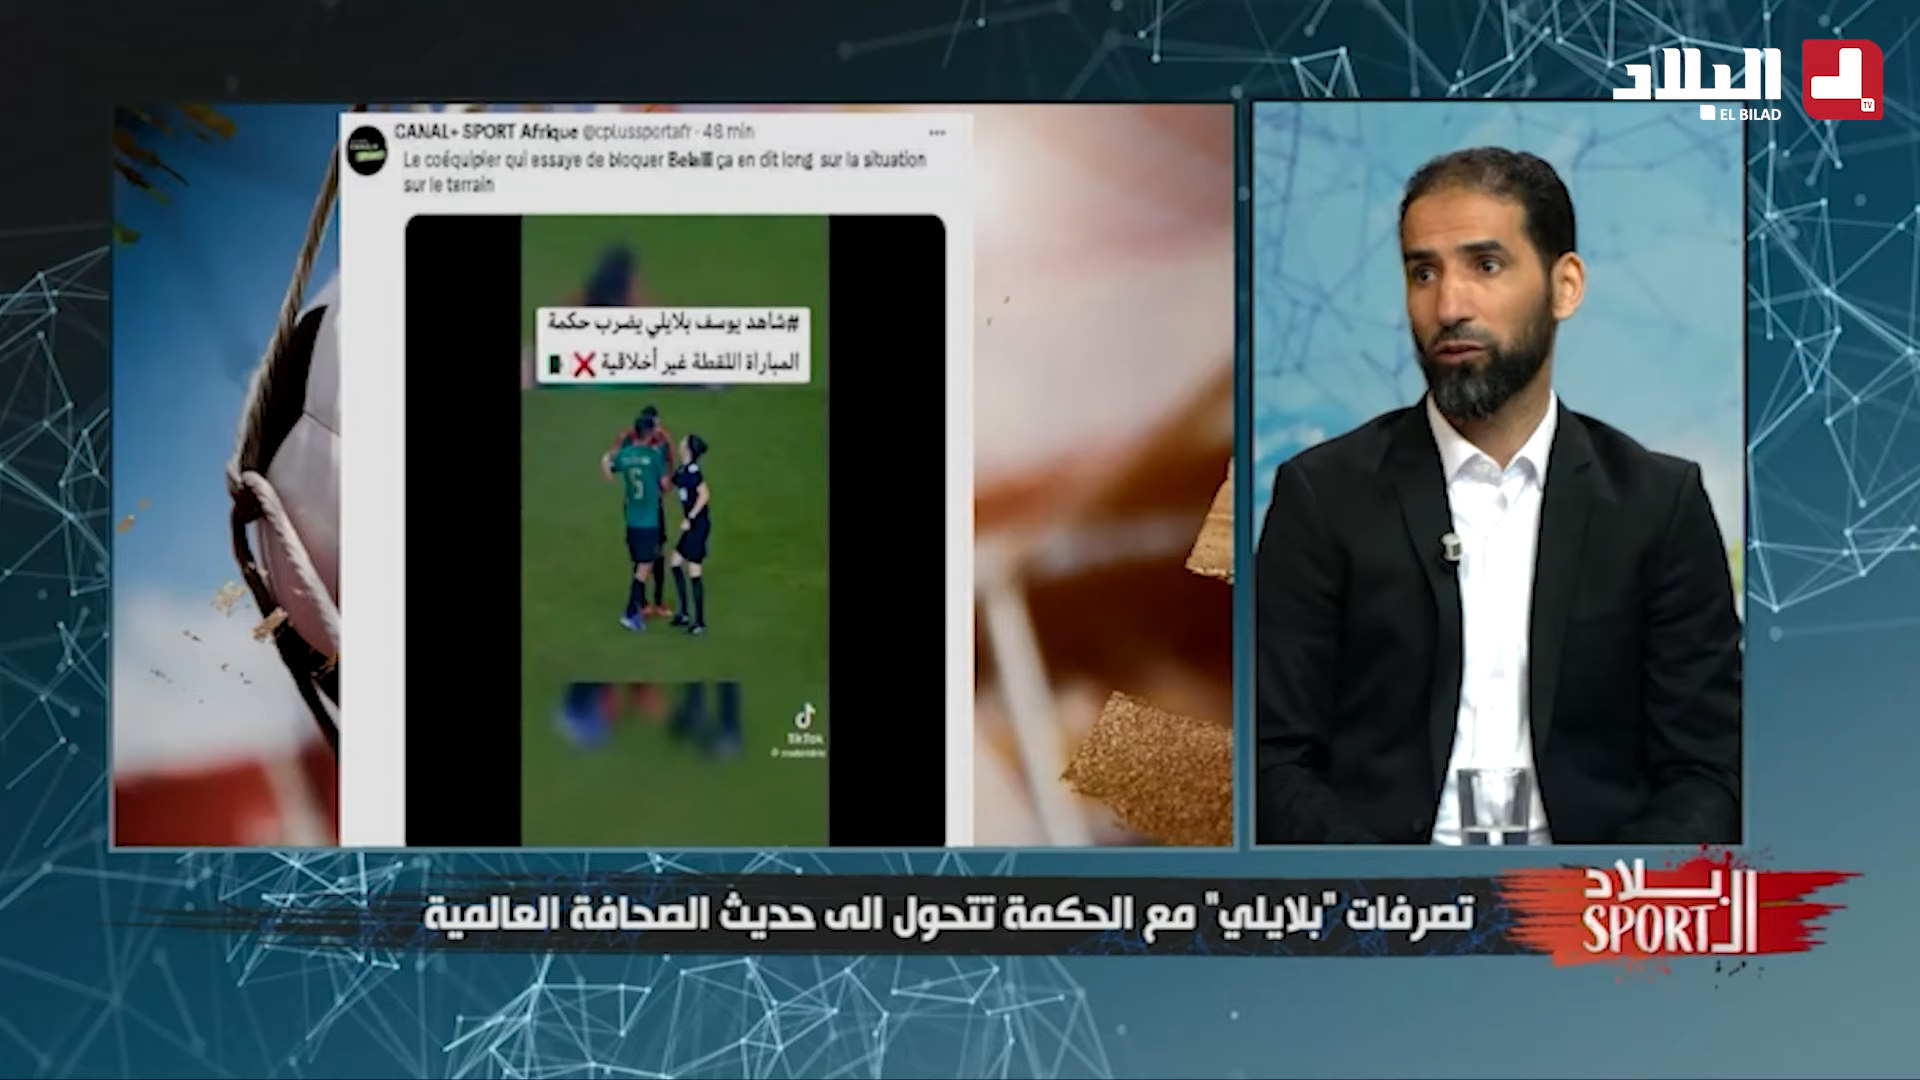 البلاد
EL BILAD
TV
CANAL+ SPORT Afrique @cplussportafr · 48 min
Le coéquipier qui essaye de bloquer Belaïli ça en dit long sur la situation
sur le terrain
#شاهد يوسف بلايلي يضرب حكمة
المباراة اللقطة غير أخلاقية
5
TikTok
تصرفات "بلايلي" مع الحكمة تتحول الى حديث الصحافة العالمية
البلاد
SPORT